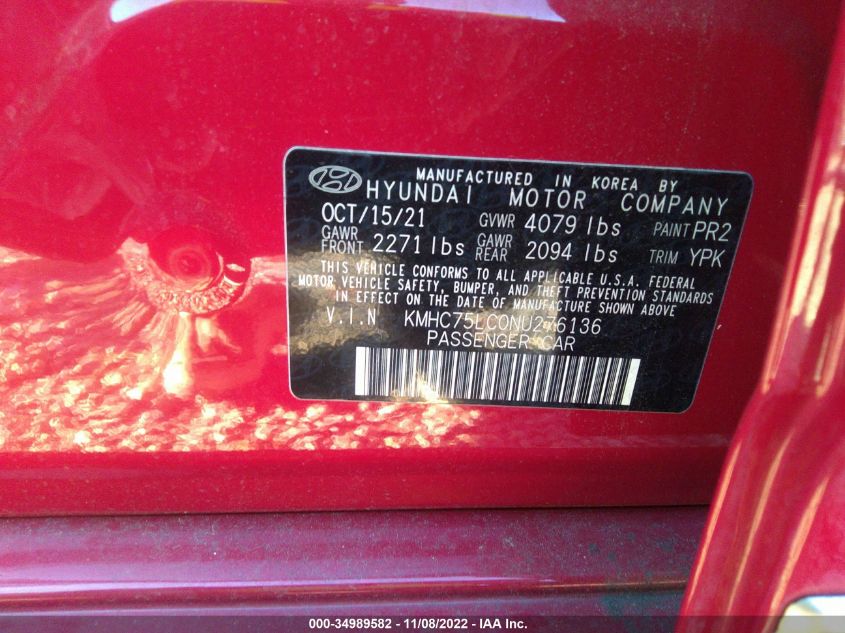 MANUFACTURED IN KOREA BY
HYUNDAI MOTOR COMPANY
OCT/15/21 GVWR 4079 lbs PAINT PR2
GAWR FRONT 2271 lbs GAWR REAR 2094 lbs TRIM YPK
THIS VEHICLE CONFORMS TO ALL APPLICABLE U.S.A. FEDERAL
MOTOR VEHICLE SAFETY, BUMPER, AND THEFT PREVENTION STANDARDS
IN EFFECT ON THE DATE OF MANUFACTURE SHOWN ABOVE
V.I.N KMHC75LC0NU276136
PASSENGER CAR
000-34989582 - 11/08/2022 - IAA Inc.